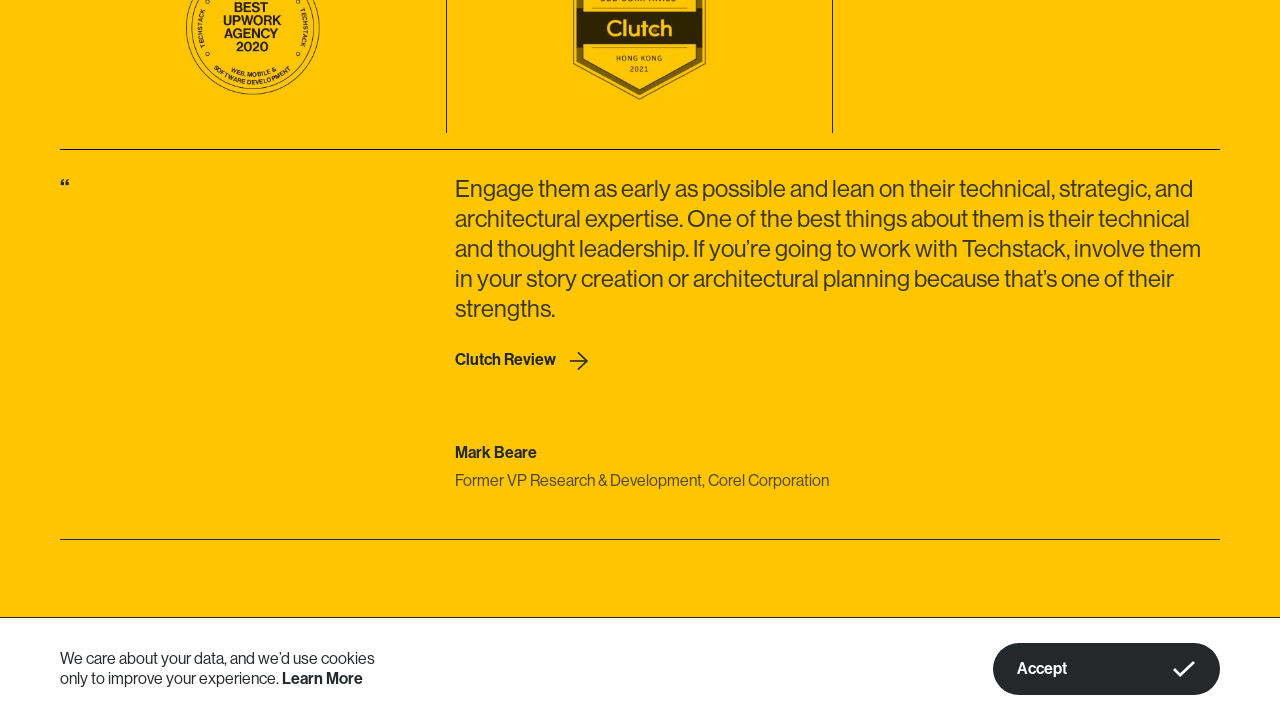 TECHSTACK
BEST
UPWORK
AGENCY
2020
TECHSTACK
WEB, MOBILE &
SOFTWARE DEVELOPMENT
Clutch
HONG KONG
2021
“
Engage them as early as possible and lean on their technical, strategic, and
architectural expertise. One of the best things about them is their technical
and thought leadership. If you’re going to work with Techstack, involve them
in your story creation or architectural planning because that’s one of their
strengths.
Clutch Review
Mark Beare
Former VP Research & Development, Corel Corporation
We care about your data, and we’d use cookies
only to improve your experience. Learn More
Accept